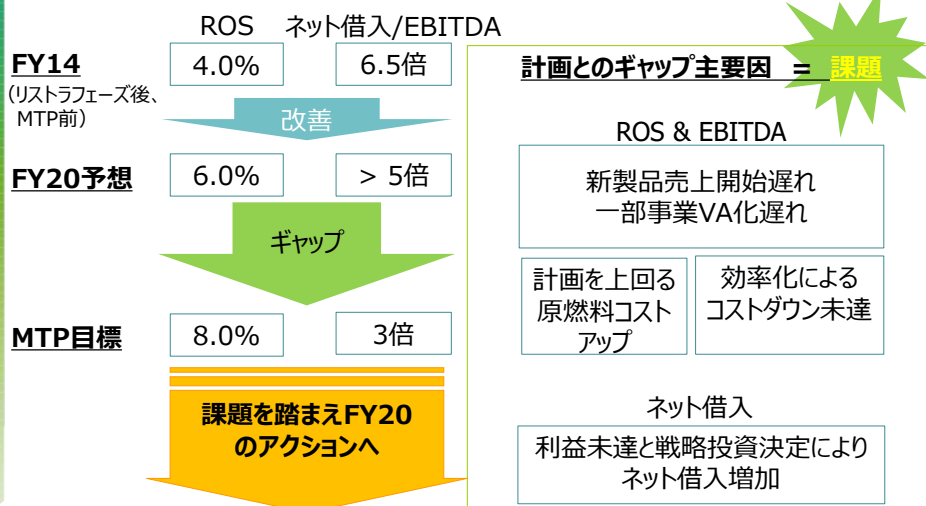 ROS ネット借入/EBITDA
FY14 4.0% 6.5倍
(リストラフェーズ後、
MTP前)
改善
FY20予想 6.0% > 5倍
ギャップ
MTP目標 8.0% 3倍
課題を踏まえFY20
のアクションへ
計画とのギャップ主要因 = 課題
ROS & EBITDA
新製品売上開始遅れ
一部事業VA化遅れ
計画を上回る
原燃料コスト
アップ
効率化による
コストダウン未達
ネット借入
利益未達と戦略投資決定により
ネット借入増加